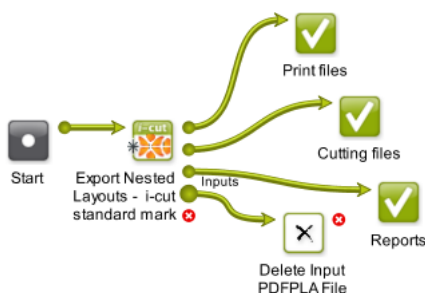 Print files
i-cut
Start
Export Nested
Layouts - i-cut
standard mark
Cutting files
Inputs
Reports
Delete Input
PDFPLA File